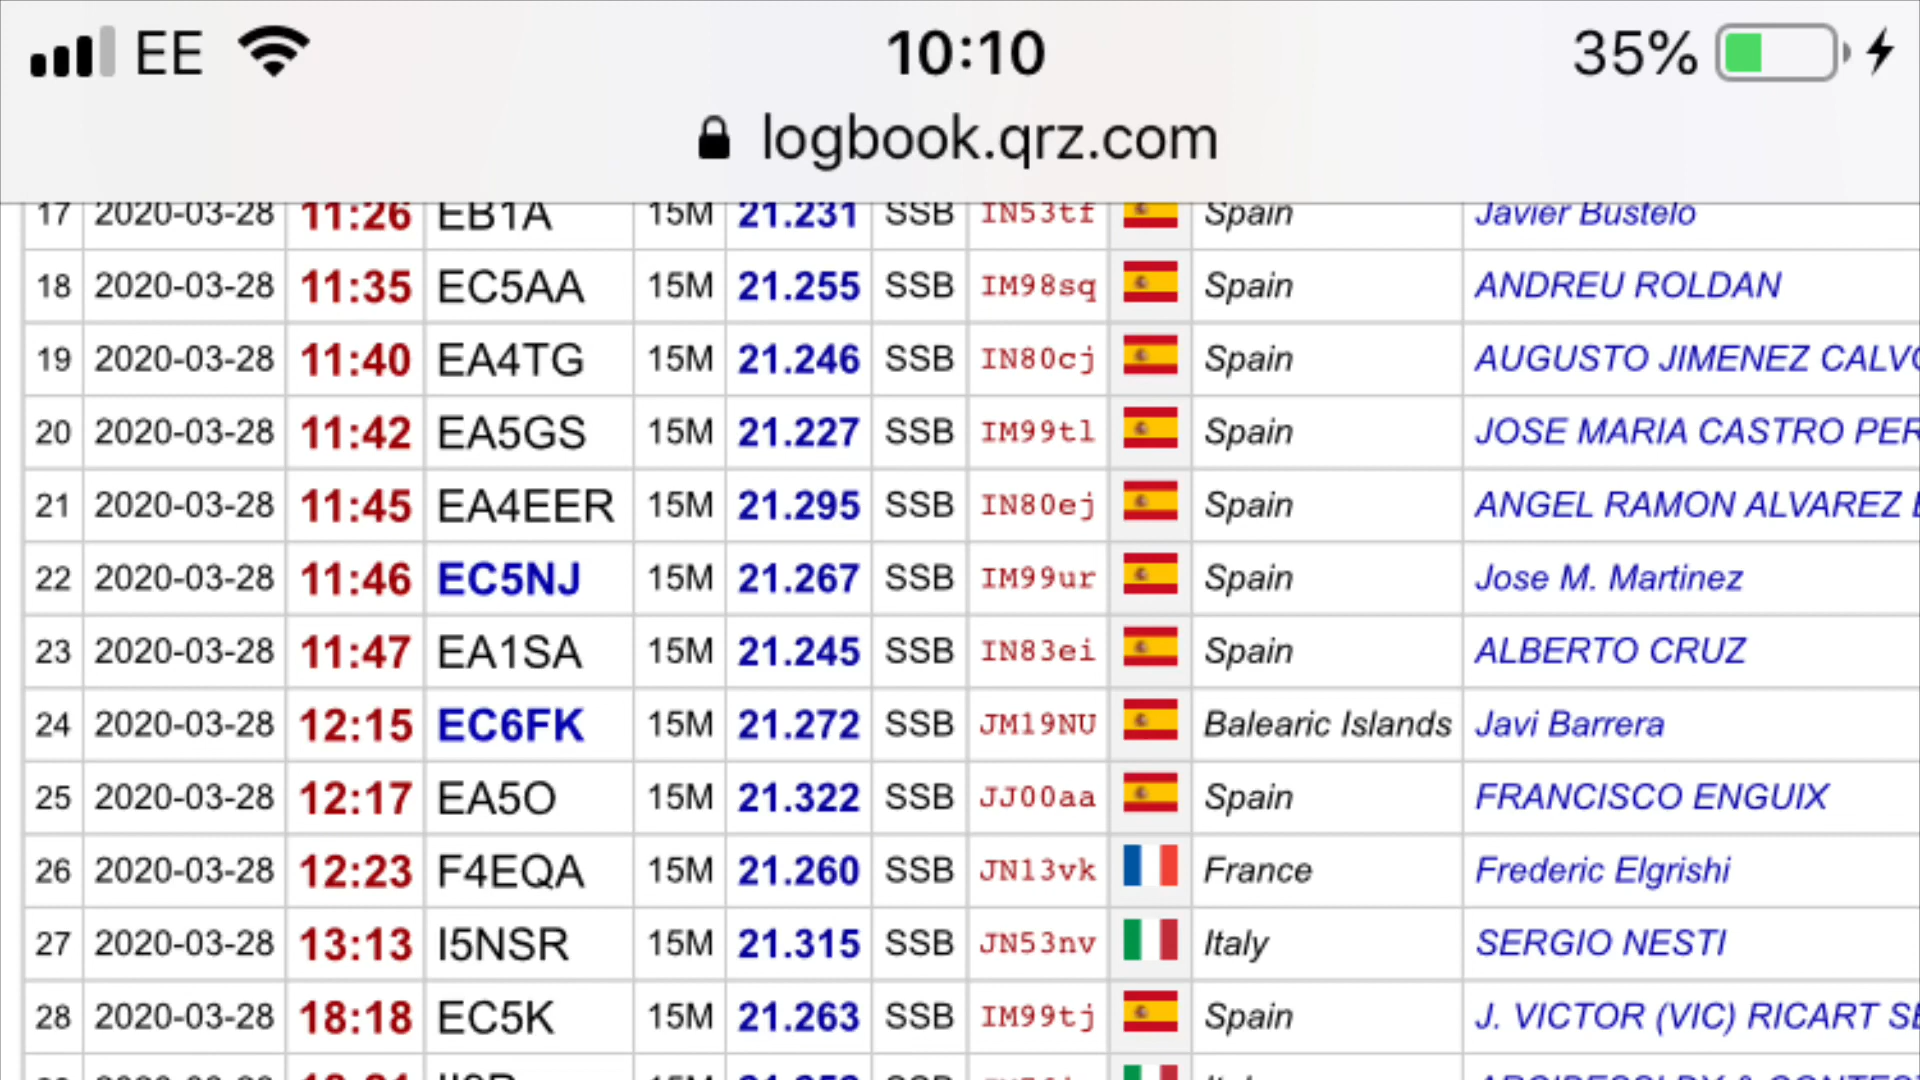 EE 10:10 35%
logbook.qrz.com
17 2020-03-28 11:26 EB1A 15M 21.231 SSB IN53tf Spain Javier Bustelo
18 2020-03-28 11:35 EC5AA 15M 21.255 SSB IM98sq Spain ANDREU ROLDAN
19 2020-03-28 11:40 EA4TG 15M 21.246 SSB IN80cj Spain AUGUSTO JIMENEZ CALVO
20 2020-03-28 11:42 EA5GS 15M 21.227 SSB IM99tl Spain JOSE MARIA CASTRO PER
21 2020-03-28 11:45 EA4EER 15M 21.295 SSB IN80ej Spain ANGEL RAMON ALVAREZ
22 2020-03-28 11:46 EC5NJ 15M 21.267 SSB IM99ur Spain Jose M. Martinez
23 2020-03-28 11:47 EA1SA 15M 21.245 SSB IN83ei Spain ALBERTO CRUZ
24 2020-03-28 12:15 EC6FK 15M 21.272 SSB JM19NU Balearic Islands Javi Barrera
25 2020-03-28 12:17 EA5O 15M 21.322 SSB JJ00aa Spain FRANCISCO ENGUIX
26 2020-03-28 12:23 F4EQA 15M 21.260 SSB JN13vk France Frederic Elgrishi
27 2020-03-28 13:13 I5NSR 15M 21.315 SSB JN53nv Italy SERGIO NESTI
28 2020-03-28 18:18 EC5K 15M 21.263 SSB IM99tj Spain J. VICTOR (VIC) RICART SE